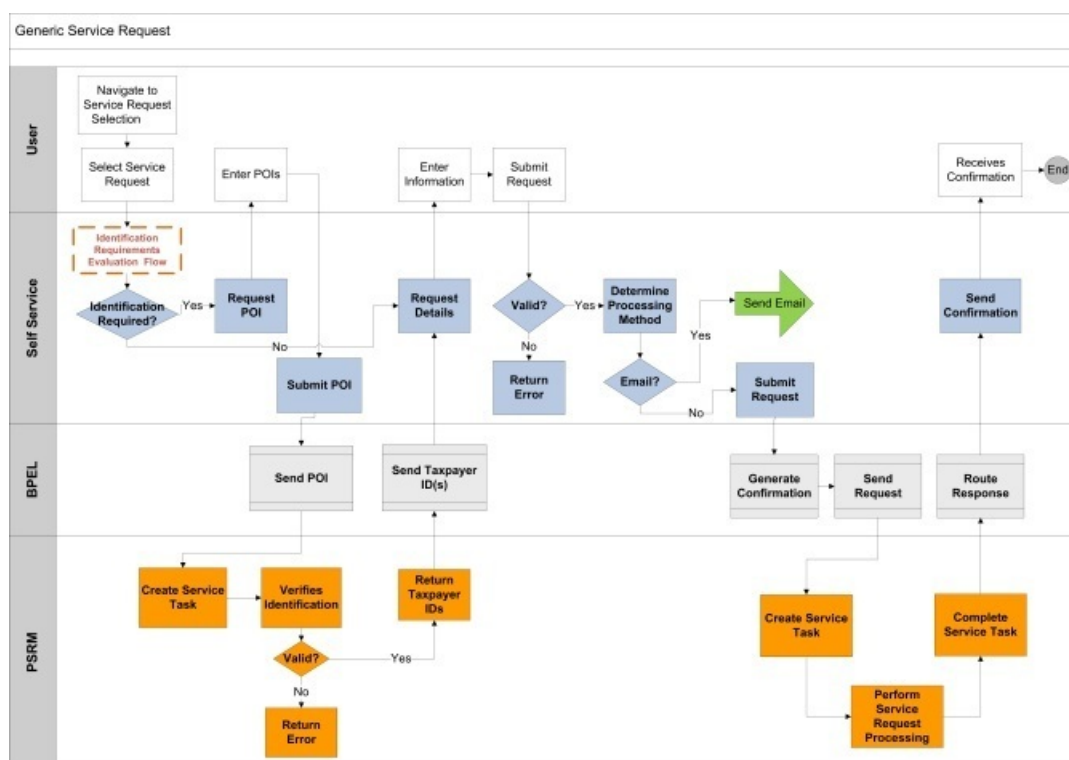 Generic Service Request
User
Navigate to
Service Request
Selection
Select Service
Request
Enter POIs
Enter
Information
Submit
Request
Receives
Confirmation
End
Self Service
Identification
Requirements
Evaluation Flow
Identification
Required?
Yes
Request
POI
No
Submit POI
Request
Details
Valid?
Yes
No
Return
Error
Determine
Processing
Method
Email?
Yes
No
Send Email
Submit
Request
Send
Confirmation
BPEL
Send POI
Send Taxpayer
ID(s)
Generate
Confirmation
Send
Request
Route
Response
PSRM
Create Service
Task
Verifies
Identification
Valid?
Yes
No
Return
Error
Return
Taxpayer
IDs
Create Service
Task
Perform
Service
Request
Processing
Complete
Service Task